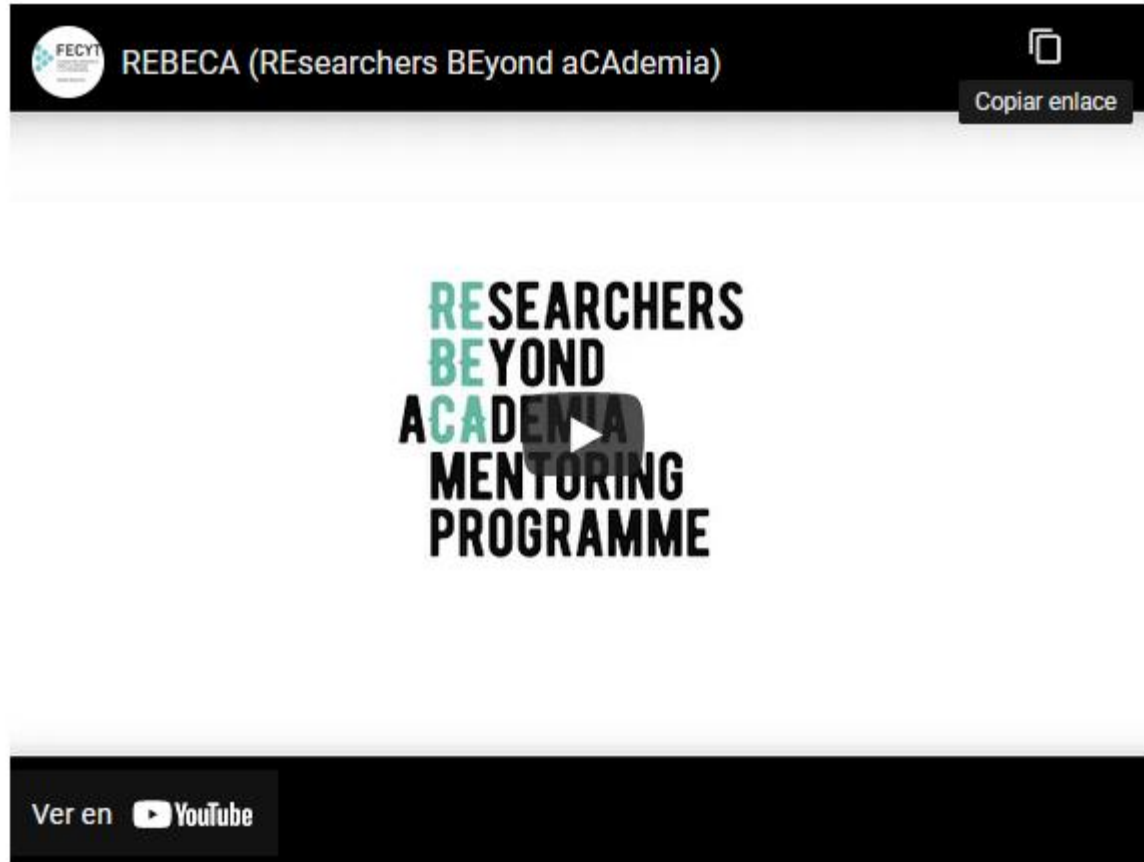 FECYT
REBECA (REsearchers BEyond aCAdemia)
Copiar enlace
RESEARCHERS
BEYOND
ACADEMIA
MENTORING
PROGRAMME
Ver en YouTube